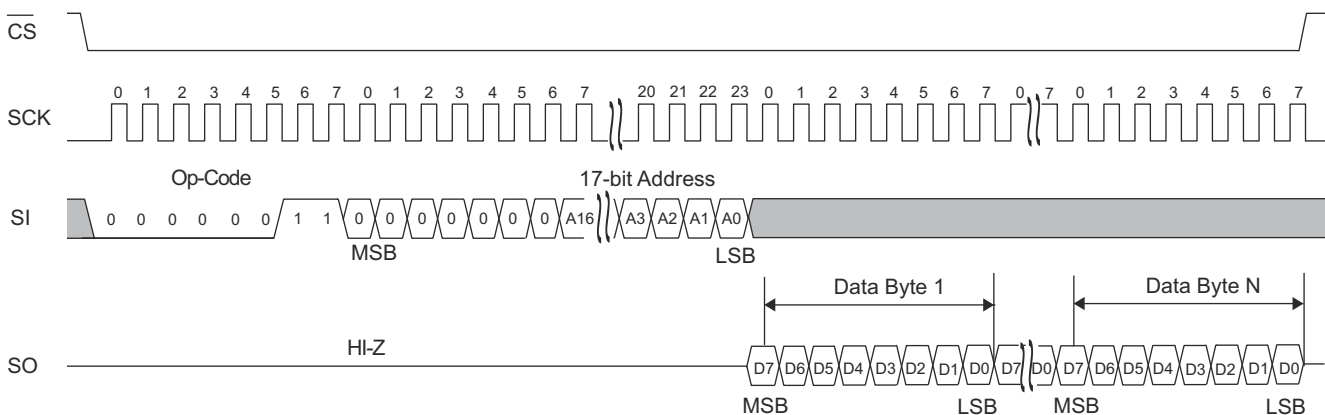 CS
0 1 2 3 4 5 6 7 0 1 2 3 4 5 6 7 20 21 22 23 0 1 2 3 4 5 6 7 0 7 0 1 2 3 4 5 6 7
SCK
Op-Code 17-bit Address
SI 0 0 0 0 0 0 1 1 0 0 0 0 0 0 0 A16 A3 A2 A1 A0
MSB LSB
Data Byte 1 Data Byte N
HI-Z
SO D7 D6 D5 D4 D3 D2 D1 D0 D7 D0 D7 D6 D5 D4 D3 D2 D1 D0
MSB LSB MSB LSB